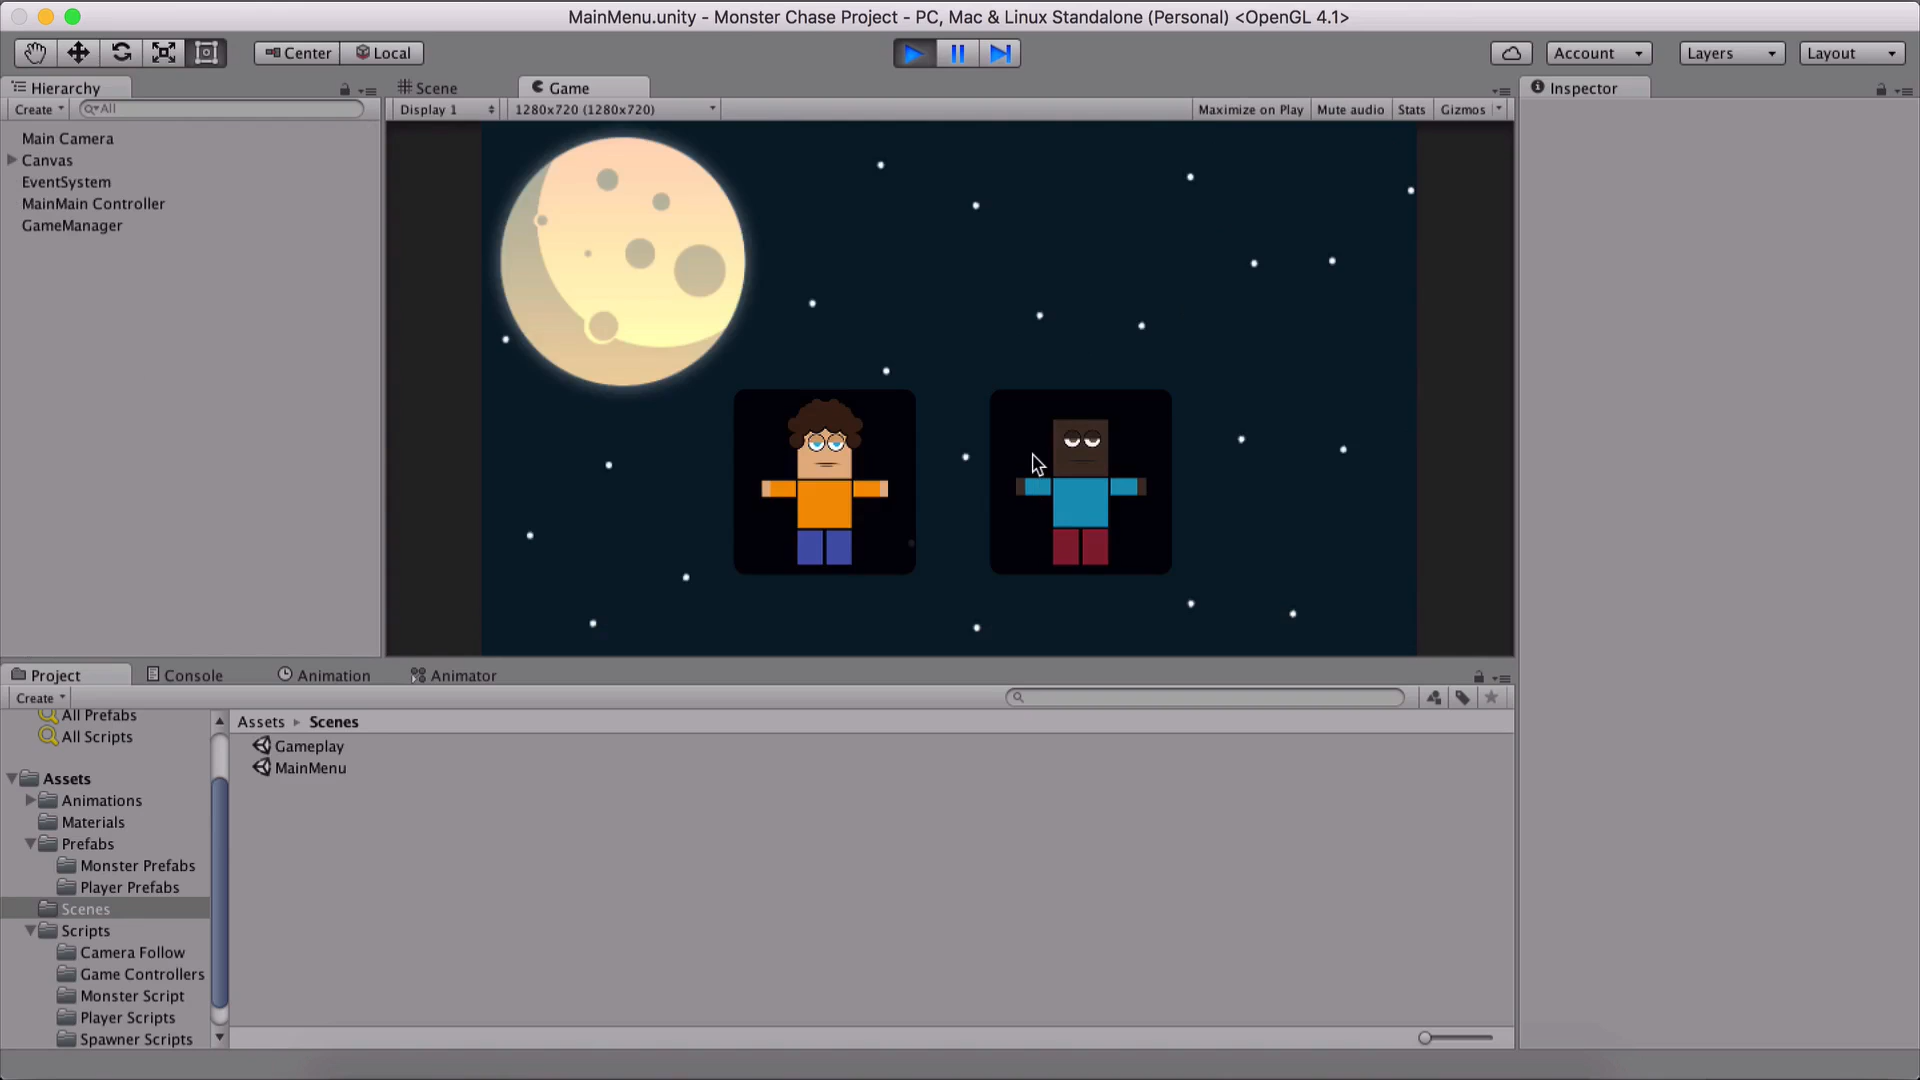 MainMenu.unity - Monster Chase Project - PC, Mac & Linux Standalone (Personal) <OpenGL 4.1>
Center
Local
Account
Layers
Layout
Hierarchy
Scene
Game
Inspector
Create
All
Display 1
1280x720 (1280x720)
Maximize on Play
Mute audio
Stats
Gizmos
Main Camera
Canvas
EventSystem
MainMain Controller
GameManager
Project
Console
Animation
Animator
Create
All Prefabs
All Scripts
Assets
Animations
Materials
Prefabs
Monster Prefabs
Player Prefabs
Scenes
Scripts
Camera Follow
Game Controllers
Monster Script
Player Scripts
Spawner Scripts
Assets
Scenes
Gameplay
MainMenu